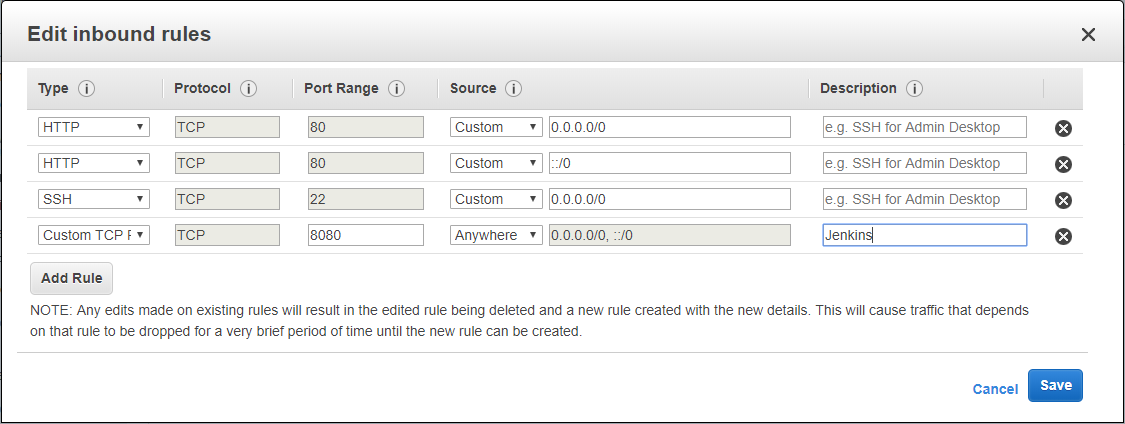 Edit inbound rules
Type Protocol Port Range Source Description
HTTP TCP 80 Custom 0.0.0.0/0 e.g. SSH for Admin Desktop
HTTP TCP 80 Custom ::/0 e.g. SSH for Admin Desktop
SSH TCP 22 Custom 0.0.0.0/0 e.g. SSH for Admin Desktop
Custom TCP F TCP 8080 Anywhere 0.0.0.0/0, ::/0 Jenkins
Add Rule
NOTE: Any edits made on existing rules will result in the edited rule being deleted and a new rule created with the new details. This will cause traffic that depends
on that rule to be dropped for a very brief period of time until the new rule can be created.
Cancel Save